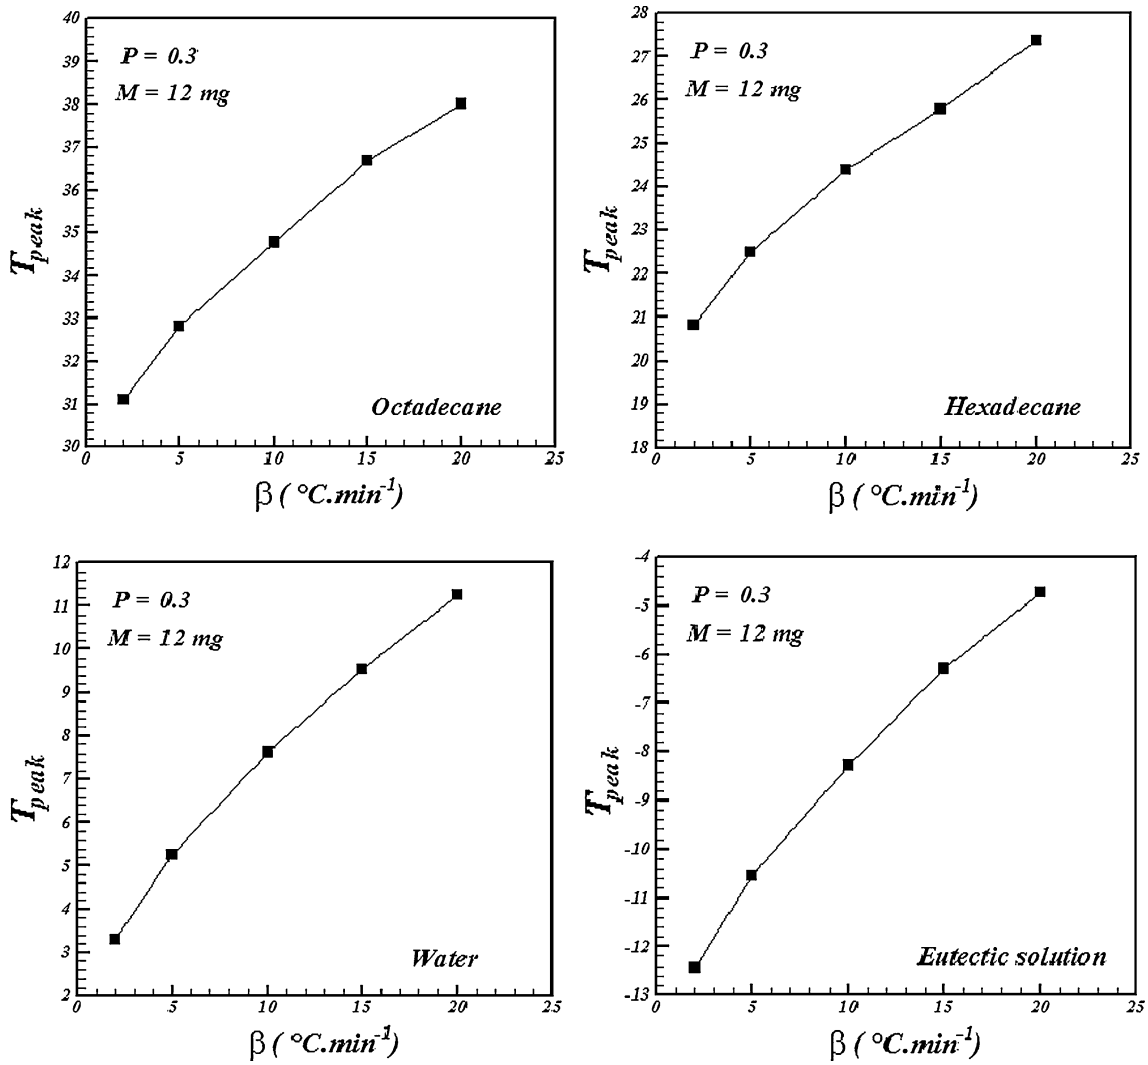 40
39
38
37
36
35
34
33
32
31
30
T peak
P = 0.3
M = 12 mg
Octadecane
0 5 10 15 20 25
β ( °C.min⁻¹)
28
27
26
25
24
23
22
21
20
19
18
T peak
P = 0.3
M = 12 mg
Hexadecane
0 5 10 15 20 25
β ( °C.min⁻¹)
12
11
10
9
8
7
6
5
4
3
2
T peak
P = 0.3
M = 12 mg
Water
0 5 10 15 20 25
β ( °C.min⁻¹)
-4
-5
-6
-7
-8
-9
-10
-11
-12
-13
T peak
P = 0.3
M = 12 mg
Eutectic solution
0 5 10 15 20 25
β ( °C.min⁻¹)